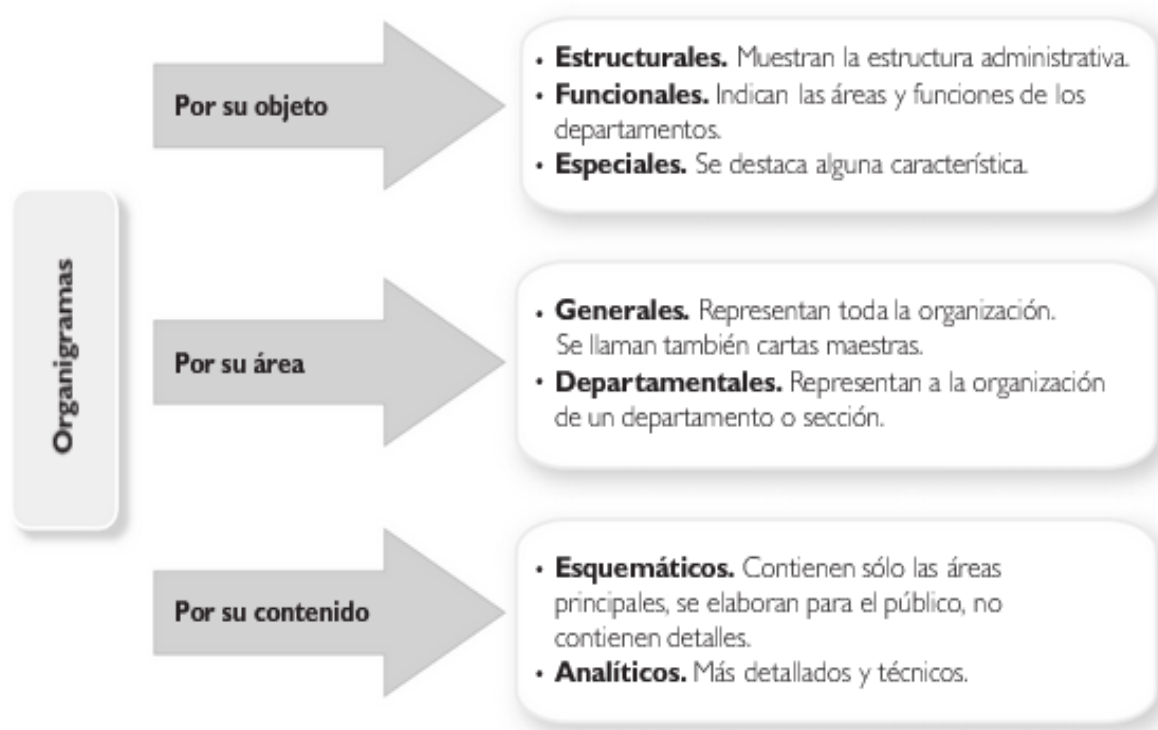 Organigramas
Por su objeto
• Estructurales. Muestran la estructura administrativa.
• Funcionales. Indican las áreas y funciones de los
departamentos.
• Especiales. Se destaca alguna característica.
Por su área
• Generales. Representan toda la organización.
Se llaman también cartas maestras.
• Departamentales. Representan a la organización
de un departamento o sección.
Por su contenido
• Esquemáticos. Contienen sólo las áreas
principales, se elaboran para el público, no
contienen detalles.
• Analíticos. Más detallados y técnicos.